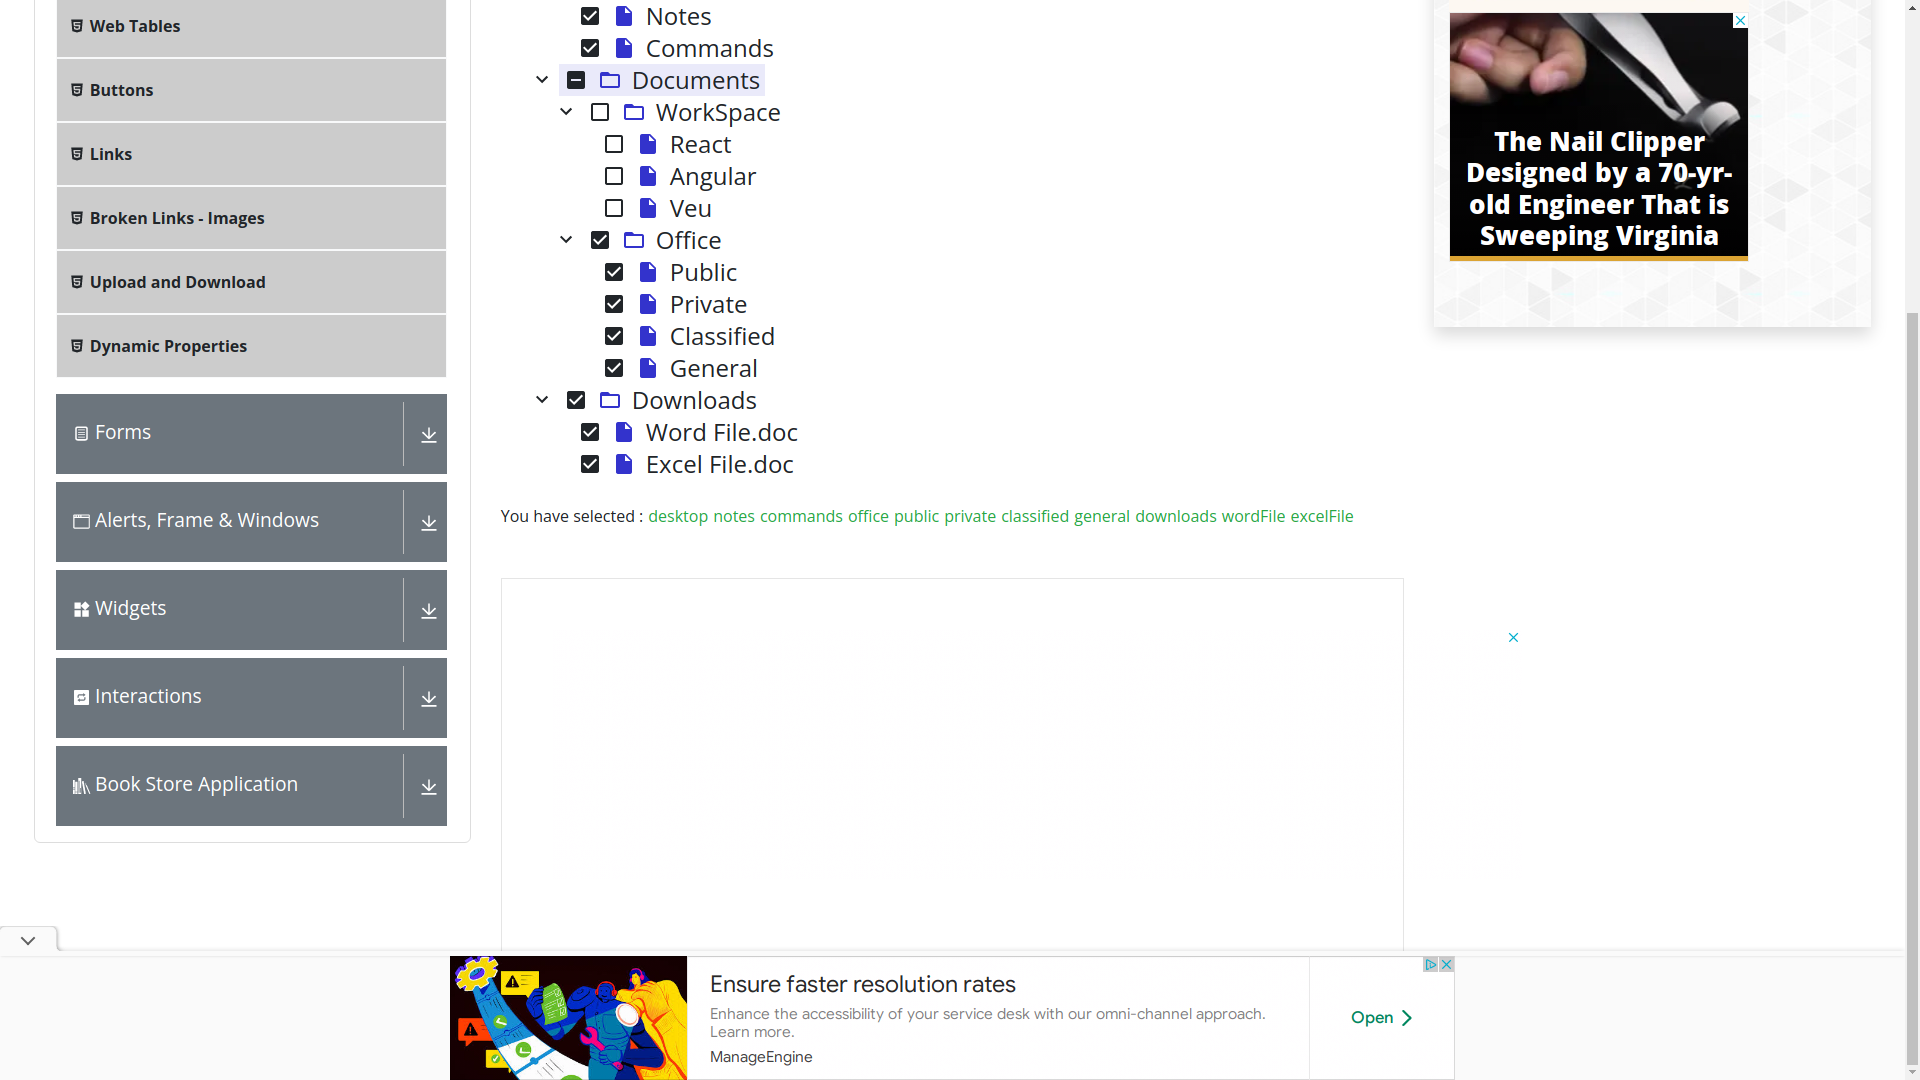 Web Tables
Buttons
Links
Broken Links - Images
Upload and Download
Dynamic Properties
Forms
Alerts, Frame & Windows
Widgets
Interactions
Book Store Application
Notes
Commands
Documents
WorkSpace
React
Angular
Veu
Office
Public
Private
Classified
General
Downloads
Word File.doc
Excel File.doc
You have selected : desktop notes commands office public private classified general downloads wordFile excelFile
The Nail Clipper
Designed by a 70-yr-
old Engineer That is
Sweeping Virginia
Ensure faster resolution rates
Enhance the accessibility of your service desk with our omni-channel approach.
Learn more.
ManageEngine
Open